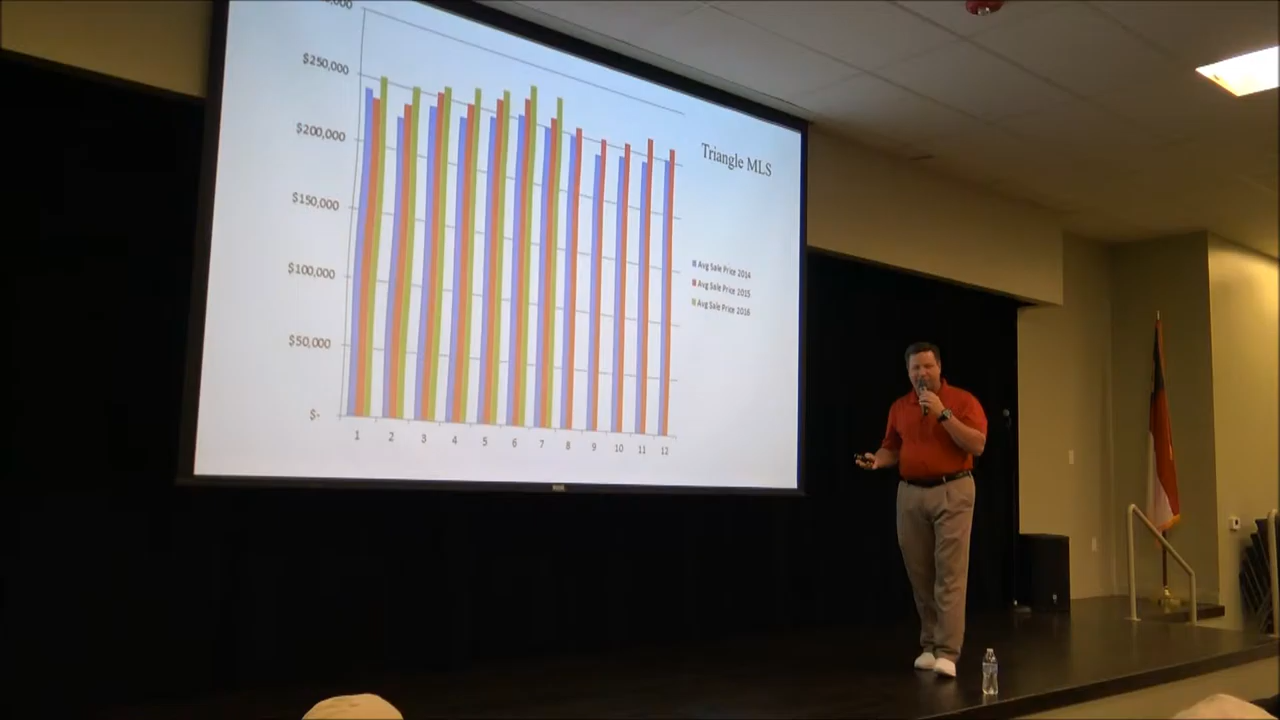 ,000
$250,000
$200,000
$150,000
$100,000
$50,000
$-
1 2 3 4 5 6 7 8 9 10 11 12
Triangle MLS
Avg Sale Price 2014
Avg Sale Price 2015
Avg Sale Price 2016